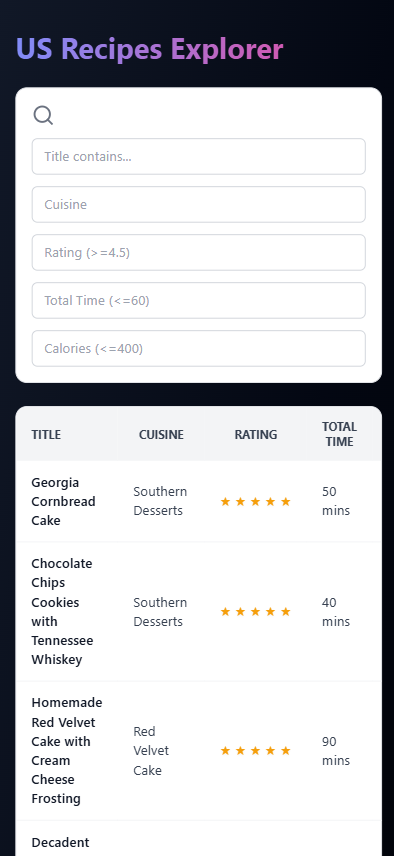 US Recipes Explorer
Title contains...
Cuisine
Rating (>=4.5)
Total Time (<=60)
Calories (<=400)
TITLE CUISINE RATING TOTAL TIME
Georgia Cornbread Cake
Southern Desserts
★ ★ ★ ★ ★
50 mins
Chocolate Chips Cookies with Tennessee Whiskey
Southern Desserts
★ ★ ★ ★ ★
40 mins
Homemade Red Velvet Cake with Cream Cheese Frosting
Red Velvet Cake
★ ★ ★ ★ ★
90 mins
Decadent